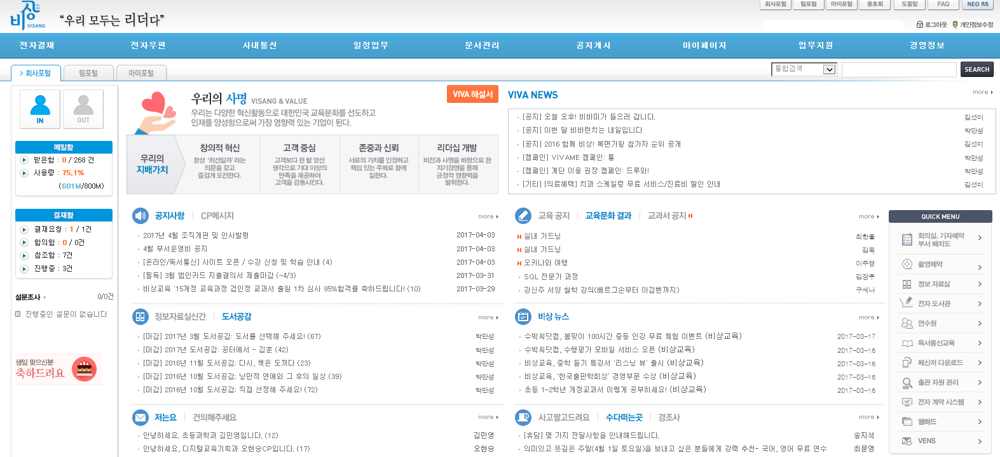 비상 VISANG
“우리 모두는 리더다”
회사포털 팀포털 마이포털 동호회 도움말 FAQ NEO RS
로그아웃 개인정보수정
전자결재 전자우편 사내통신 일정업무 문서관리 공지게시 마이페이지 업무지원 경영정보
회사포털 팀포털 마이포털
통합검색 SEARCH
IN OUT
메일함
받은함 : 0 / 268 건
사용량 : 75.1%
(601M/800M)
결재함
결재요청 : 1 / 1건
합의함 : 0 / 0건
참조함 : 7건
진행중 : 3건
설문조사 0/0건
진행중인 설문이 없습니다
생일 맞으신분
축하드려요
우리의 사명 VISANG & VALUE
VIVA 해설서
우리는 다양한 혁신활동으로 대한민국 교육문화를 선도하고
인재를 양성함으로써 가장 영향력 있는 기업이 된다.
우리의
지배가치
창의적 혁신
항상 ‘최선일까’ 라는
의문을 갖고
즐겁게 도전한다.
고객 중심
고객보다 한 발 앞선
생각으로 기대 이상의
만족을 제공하여
고객을 감동시킨다.
존중과 신뢰
서로의 가치를 인정하고
책임 있는 주체로 함께
일한다.
리더십 개발
비전과 사명을 바탕으로 한
자기경영을 통해
긍정적 영향력을
발휘한다.
VIVA NEWS more
[공지] 오늘 오후! 비바미가 들으러 갑니다. 김선미
[공지] 이번 달 비바런치는 내일입니다 박만성
[공지] 2016 함께 비상! 복면가왕 참가자 순위 공개 김선미
[캠페인] VIVAME 캠페인: 통 박만성
[캠페인] 계단 이용 권장 캠페인: 드루와! 박만성
[기타] [의료혜택] 치과 스케일링 무료 서비스/진료비 할인 안내 김선미
공지사항 CP메시지 more
2017년 4월 조직개편 및 인사발령 2017-04-03
4월 부서운영비 공지 2017-04-03
[온라인/독서통신] 사이트 오픈 / 수강 신청 및 학습 안내 (4) 2017-04-03
[필독] 3월 법인카드 지출결의서 제출마감 (~4/3) 2017-03-31
비상교육 '15개정 교육과정 검인정 교과서 출원 1차 심사 95%합격률 축하드립니다! (10) 2017-03-29
교육 공지 교육문화 결과 교과서 공지 N more
N 실내 가드닝 최한울
N 실내 가드닝 김욱
N 오키나와 여행 이주영
SQL 전문가 과정 김장우
강신주 서양 철학 강의(베르그손부터 아감벤까지) 구세나
정보자료실신간 도서공감 more
[마감] 2017년 3월 도서공감: 도서를 선택해 주세요! (67) 박만성
[마감] 2017년 도서공감: 공터에서 - 김훈 (42) 박만성
[마감] 2016년 11월 도서공감: 다시, 책은 도끼다 (23) 박만성
[마감] 2016년 10월 도서공감: 낭만적 연애와 그 후의 일상 (39) 박만성
[마감] 2016년 10월 도서공감: 직접 선정해 주세요! (72) 박만성
비상 뉴스 more
수박씨닷컴, 봄맞이 100시간 중등 인강 무료 체험 이벤트 (비상교육) 2017-03-17
수박씨닷컴, 수행평가 모바일 서비스 오픈 (비상교육) 2017-03-16
비상교육, 중학 듣기 특강서 '리스닝 뷰' 출시 (비상교육) 2017-03-16
비상교육, '한국출판학회상' 경영부문 수상 (비상교육) 2017-03-16
초등 1~2학년 개정교과서 이렇게 공부하세요! (비상교육) 2017-03-16
저는요 건의해주세요 more
안녕하세요. 초등과학과 김민영입니다. (12) 김민영
안녕하세요, 디지털교육기획과 오현승CP입니다. (17) 오현승
사고팔고드려요 수다떠는곳 경조사 more
[휴담] 몇 가지 전달사항을 안내해드립니다. 송지석
의미있고 뜻깊은 주말(4월 1일 토요일)을 보내고 싶은 분들에게 강력 추천- 국어, 영어 무료 연수 최문영
QUICK MENU
회의실, 기자예약
부서 배치도
촬영예약
정보 자료실
전자 도서관
연수원
독서통신교육
메신저 다운로드
출판 자원 관리
전자 계약 시스템
웹하드
VENS